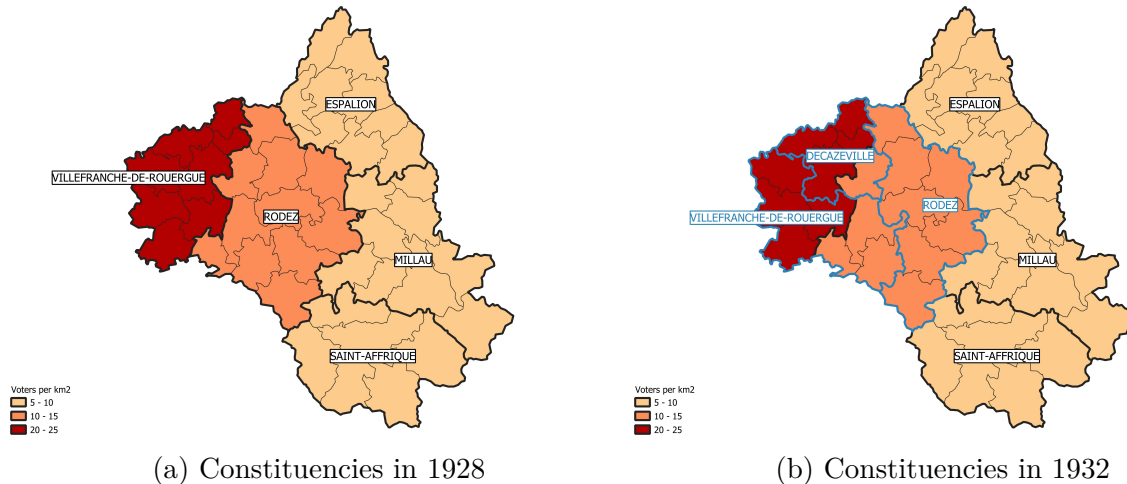 ESPALION
VILLEFRANCHE-DE-ROUERGUE
RODEZ
MILLAU
SAINT-AFFRIQUE
Voters per km2
5 - 10
10 - 15
20 - 25
(a) Constituencies in 1928
ESPALION
DECAZEVILLE
RODEZ
VILLEFRANCHE-DE-ROUERGUE
MILLAU
SAINT-AFFRIQUE
Voters per km2
5 - 10
10 - 15
20 - 25
(b) Constituencies in 1932